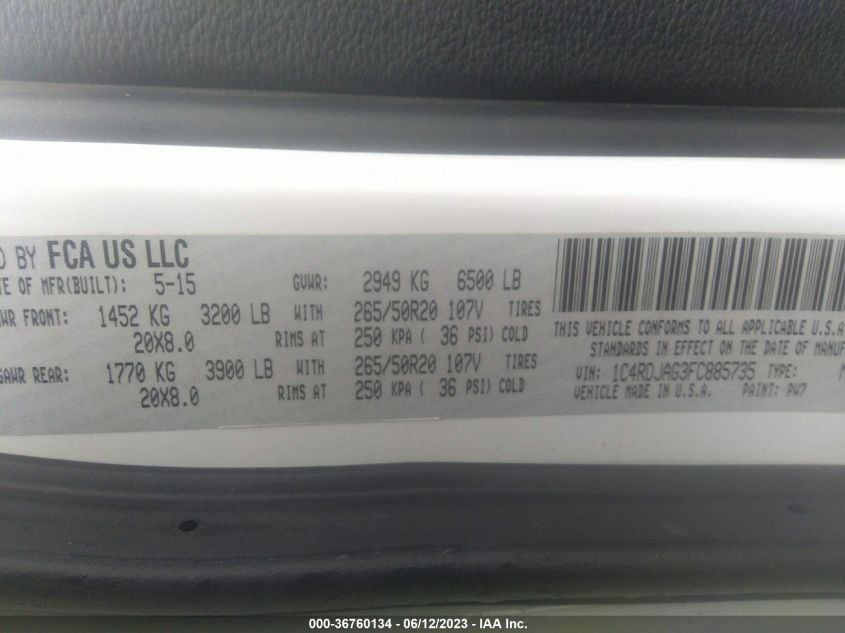 D BY FCA US LLC
TE OF MFR(BUILT): 5-15 GVWR: 2949 KG 6500 LB
AWR FRONT: 1452 KG 3200 LB WITH 265/50R20 107V TIRES
20X8.0 RIMS AT 250 KPA ( 36 PSI) COLD
GAWR REAR: 1770 KG 3900 LB WITH 265/50R20 107V TIRES
20X8.0 RIMS AT 250 KPA ( 36 PSI) COLD
THIS VEHICLE CONFORMS TO ALL APPLICABLE U.S.A
STANDARDS IN EFFECT ON THE DATE OF MANUF
VIN: 1C4RDJAG3FC885735 TYPE: M
VEHICLE MADE IN U.S.A. PAINT: PW7
000-36760134 - 06/12/2023 - IAA Inc.